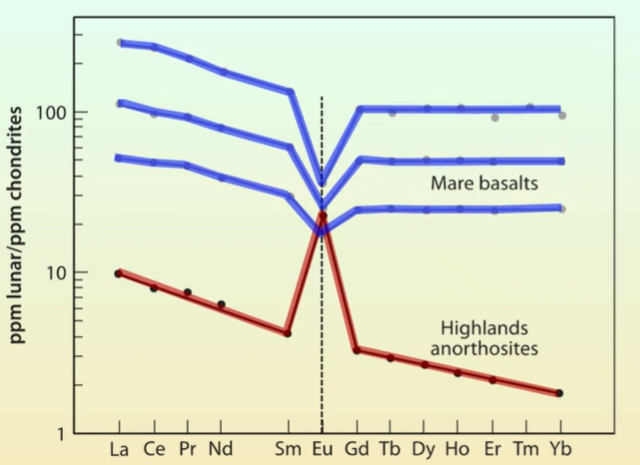 ppm lunar/ppm chondrites
100
10
1
Mare basalts
Highlands
anorthosites
La Ce Pr Nd Sm Eu Gd Tb Dy Ho Er Tm Yb